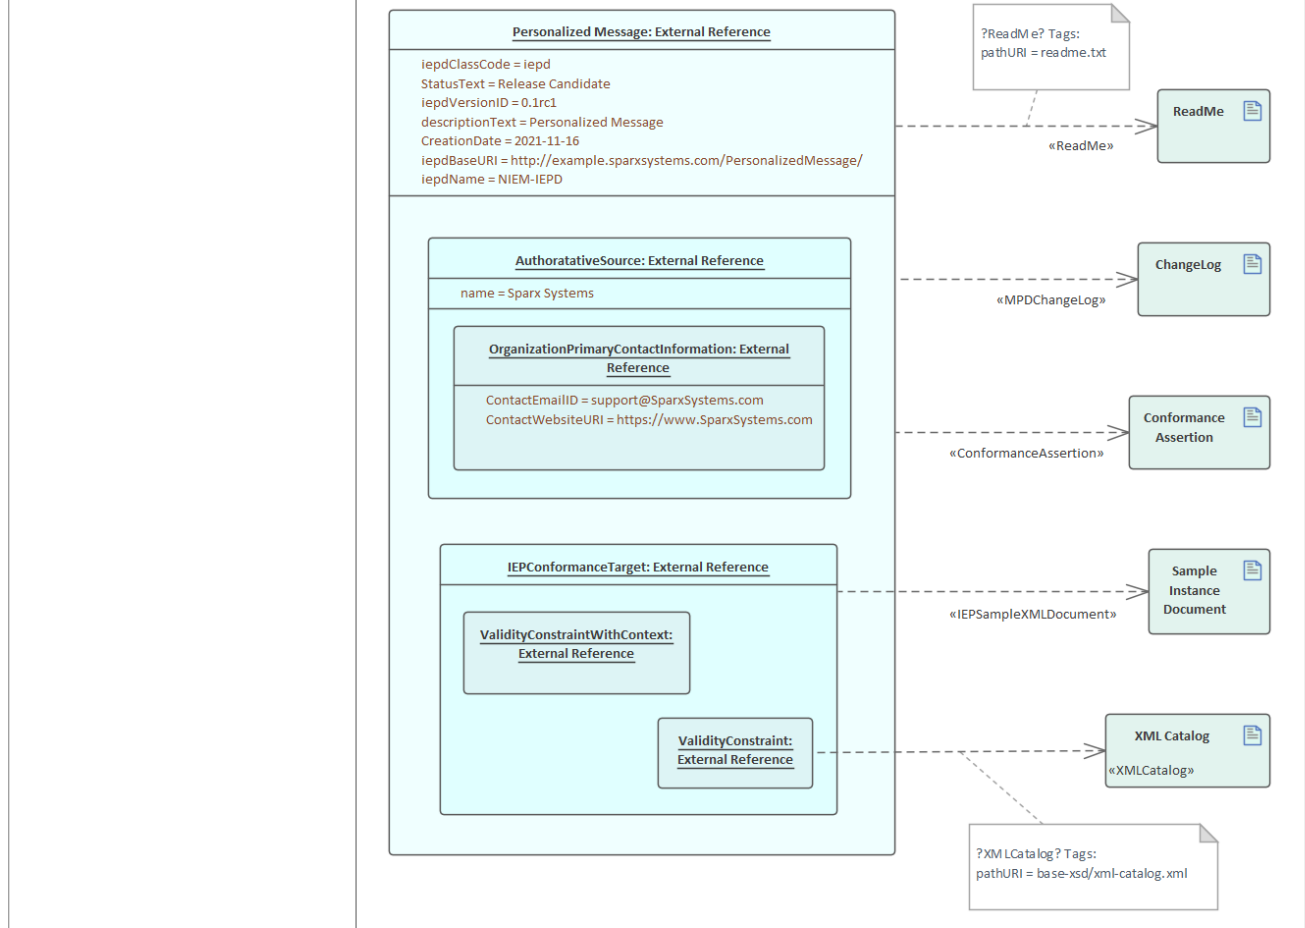 Personalized Message: External Reference
iepdClassCode = iepd
StatusText = Release Candidate
iepdVersionID = 0.1rc1
descriptionText = Personalized Message
CreationDate = 2021-11-16
iepdBaseURI = http://example.sparxsystems.com/PersonalizedMessage/
iepdName = NIEM-IEPD
?ReadMe? Tags:
pathURI = readme.txt
ReadMe
«ReadMe»
AuthoratativeSource: External Reference
name = Sparx Systems
ChangeLog
«MPDChangeLog»
OrganizationPrimaryContactInformation: External
Reference
ContactEmailID = support@SparxSystems.com
ContactWebsiteURI = https://www.SparxSystems.com
Conformance
Assertion
«ConformanceAssertion»
IEPConformanceTarget: External Reference
Sample
Instance
Document
«IEPSampleXMLDocument»
ValidityConstraintWithContext:
External Reference
ValidityConstraint:
External Reference
XML Catalog
«XMLCatalog»
?XMLCatalog? Tags:
pathURI = base-xsd/xml-catalog.xml